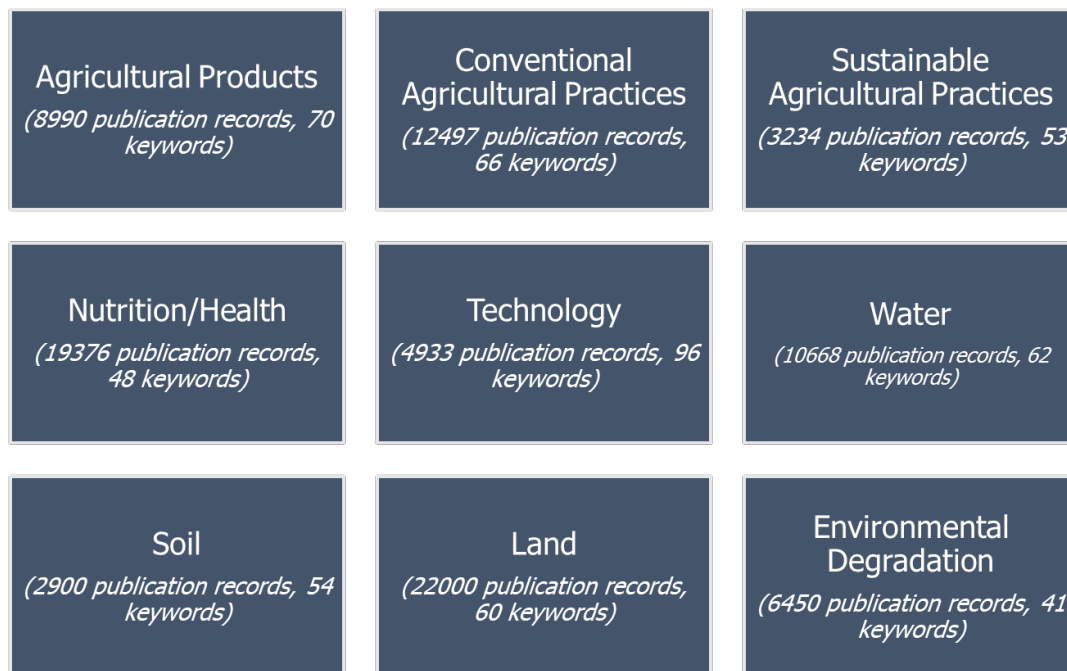 Agricultural Products
(8990 publication records, 70
keywords)
Conventional
Agricultural Practices
(12497 publication records,
66 keywords)
Sustainable
Agricultural Practices
(3234 publication records, 53
keywords)
Nutrition/Health
(19376 publication records,
48 keywords)
Technology
(4933 publication records, 96
keywords)
Water
(10668 publication records, 62
keywords)
Soil
(2900 publication records, 54
keywords)
Land
(22000 publication records,
60 keywords)
Environmental
Degradation
(6450 publication records, 41
keywords)